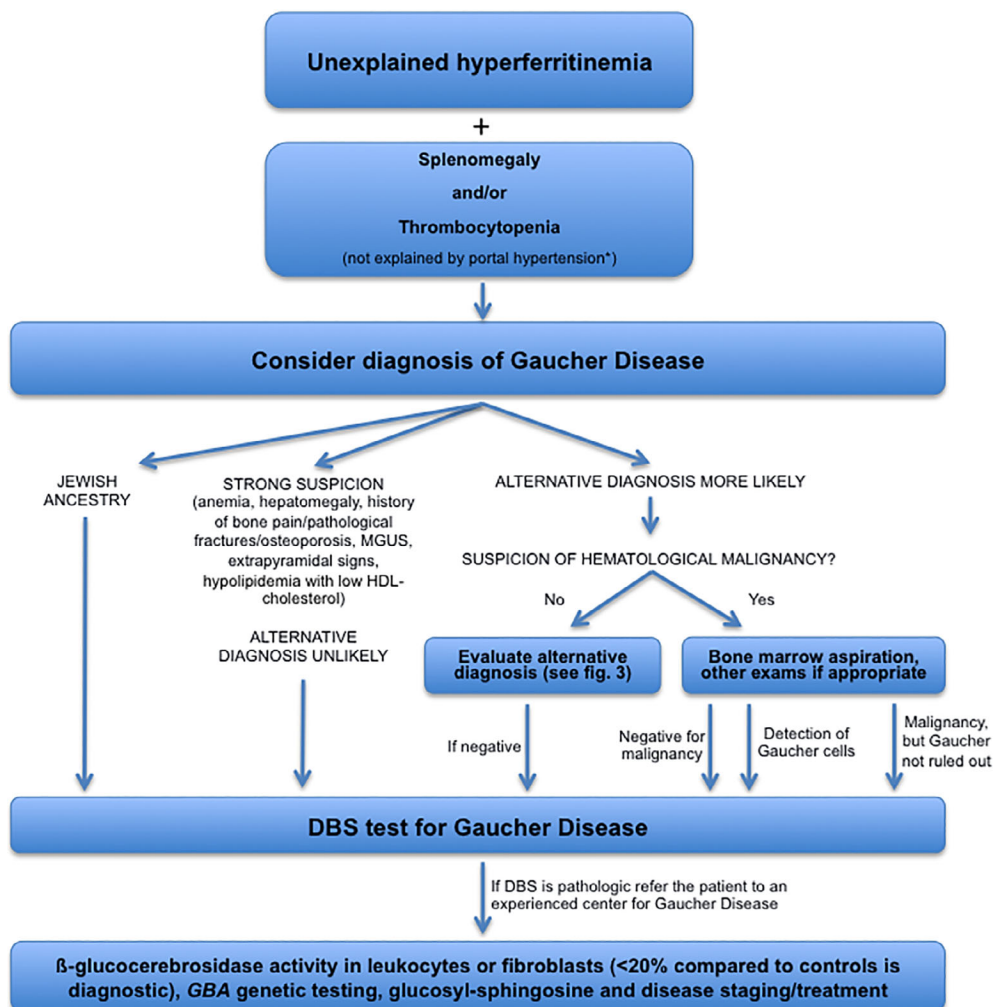 Unexplained hyperferritinemia
+
Splenomegaly
and/or
Thrombocytopenia
(not explained by portal hypertension*)
Consider diagnosis of Gaucher Disease
JEWISH
ANCESTRY
STRONG SUSPICION
(anemia, hepatomegaly, history
of bone pain/pathological
fractures/osteoporosis, MGUS,
extrapyramidal signs,
hypolipidemia with low HDL-
cholesterol)
ALTERNATIVE
DIAGNOSIS UNLIKELY
ALTERNATIVE DIAGNOSIS MORE LIKELY
SUSPICION OF HEMATOLOGICAL MALIGNANCY?
No
Yes
Evaluate alternative
diagnosis (see fig. 3)
Bone marrow aspiration,
other exams if appropriate
If negative
Negative for
malignancy
Detection of
Gaucher cells
Malignancy,
but Gaucher
not ruled out
DBS test for Gaucher Disease
If DBS is pathologic refer the patient to an
experienced center for Gaucher Disease
ß-glucocerebrosidase activity in leukocytes or fibroblasts (<20% compared to controls is
diagnostic), GBA genetic testing, glucosyl-sphingosine and disease staging/treatment